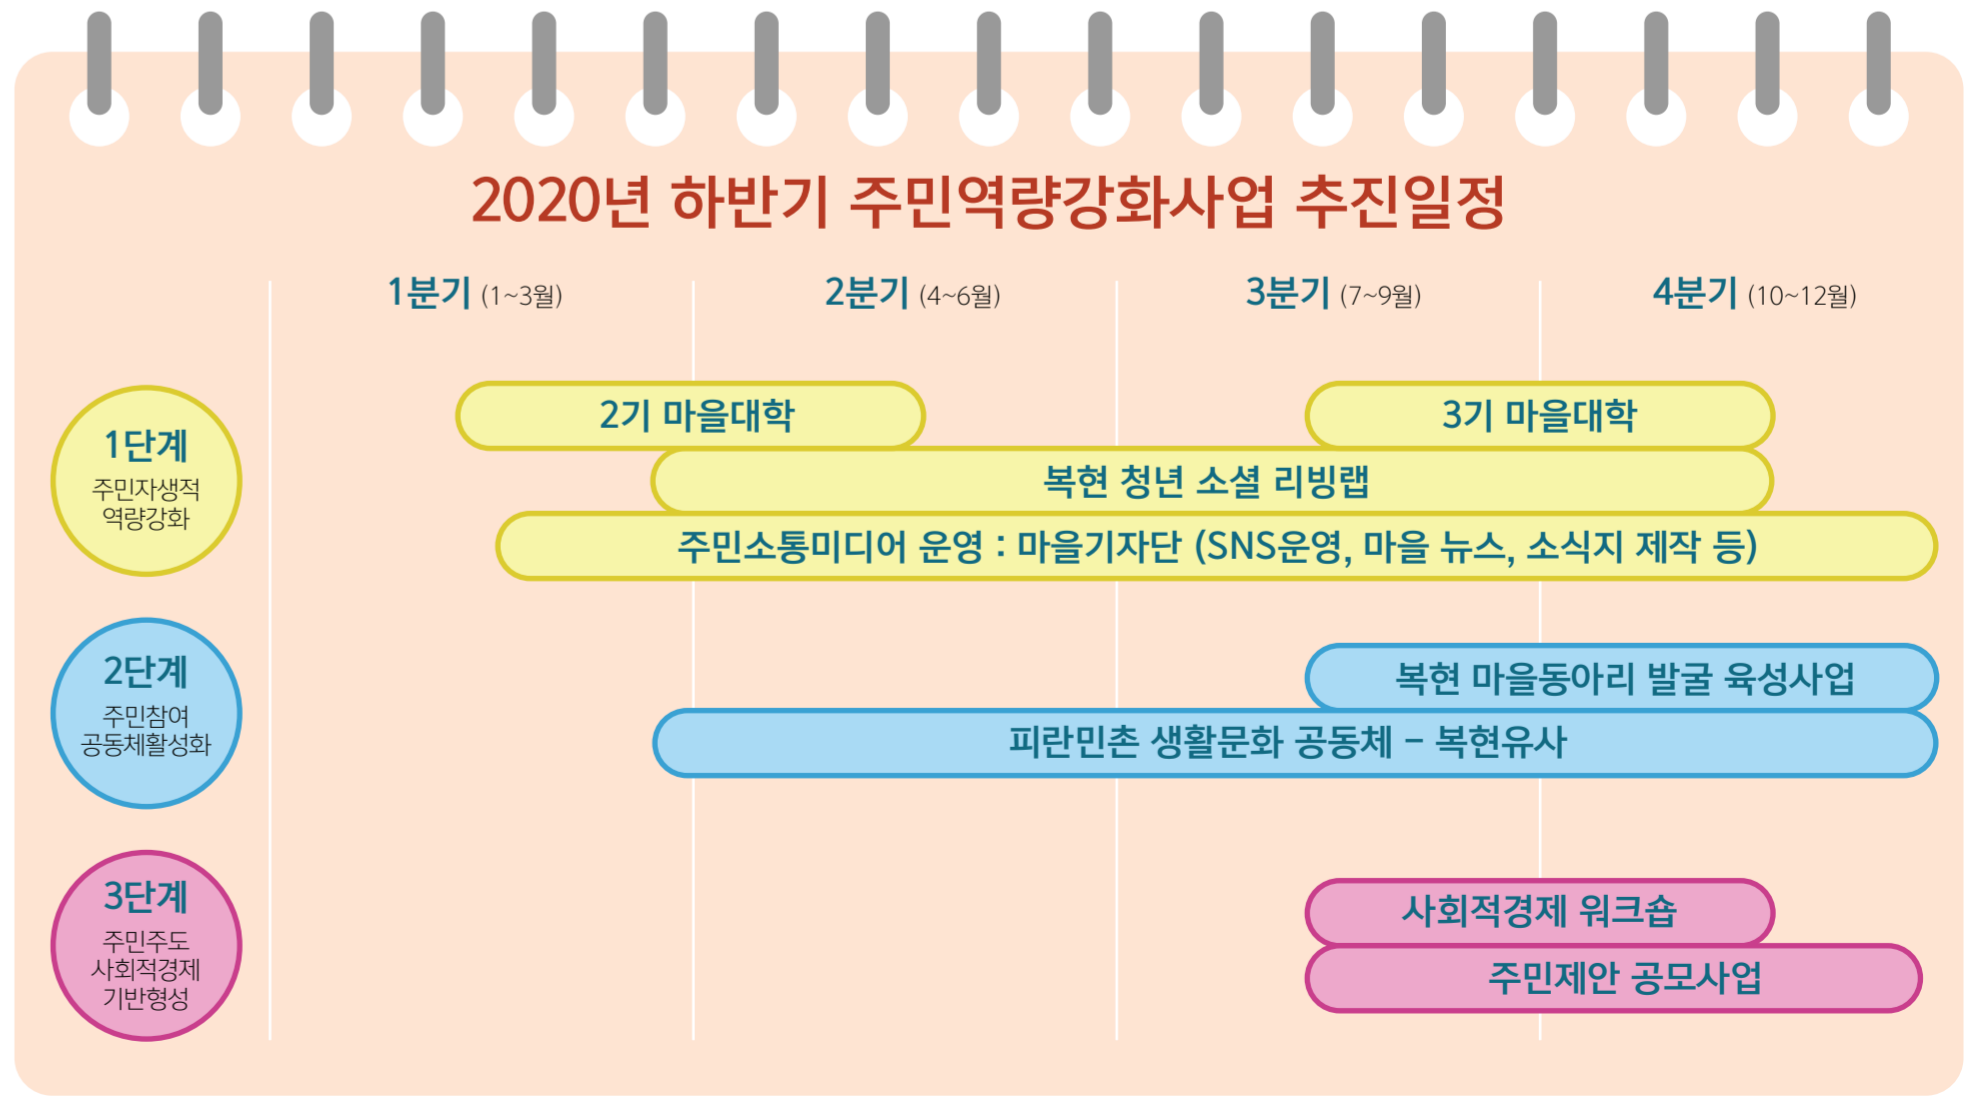 2020년 하반기 주민역량강화사업 추진일정
1분기 (1~3월)
2분기 (4~6월)
3분기 (7~9월)
4분기 (10~12월)
1단계
주민자생적
역량강화
2기 마을대학
3기 마을대학
복현 청년 소셜 리빙랩
주민소통미디어 운영 : 마을기자단 (SNS운영, 마을 뉴스, 소식지 제작 등)
2단계
주민참여
공동체활성화
복현 마을동아리 발굴 육성사업
피란민촌 생활문화 공동체 – 복현유사
3단계
주민주도
사회적경제
기반형성
사회적경제 워크숍
주민제안 공모사업